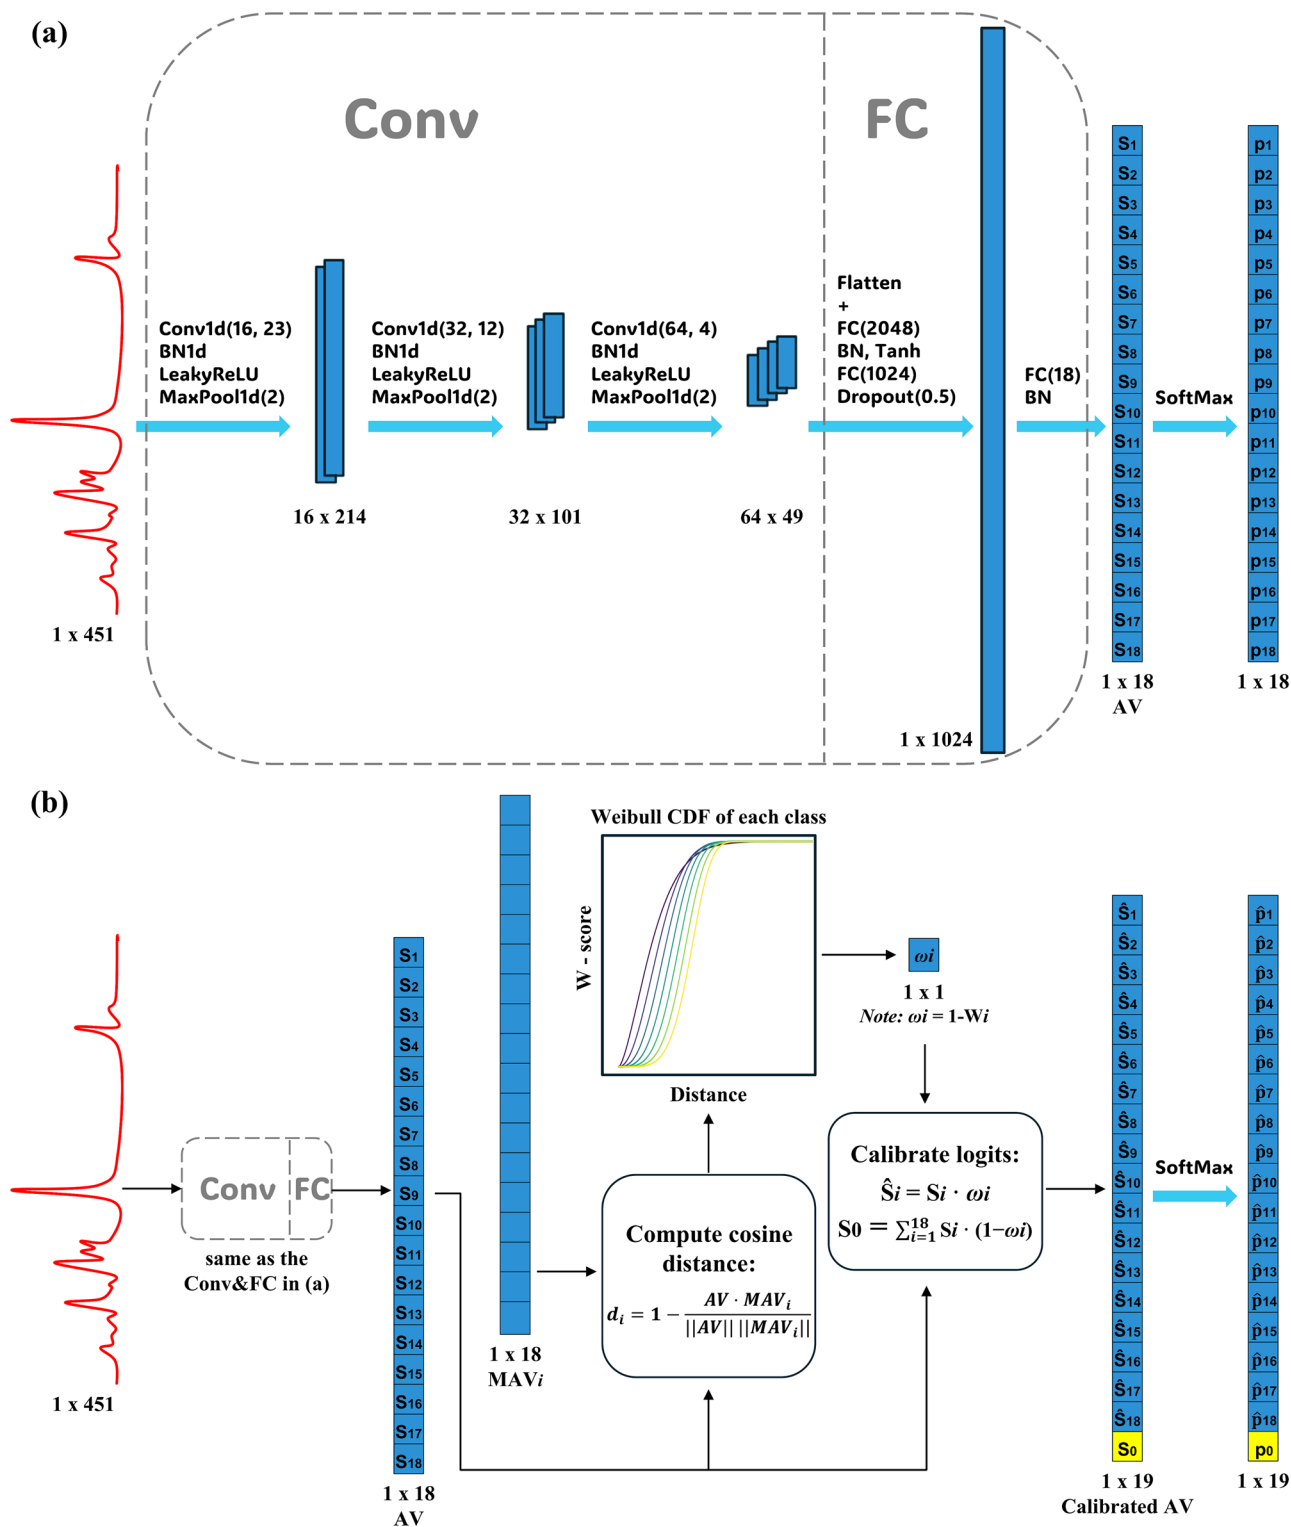 (a)
Conv
FC
Conv1d(16, 23)
BN1d
LeakyReLU
MaxPool1d(2)
Conv1d(32, 12)
BN1d
LeakyReLU
MaxPool1d(2)
Conv1d(64, 4)
BN1d
LeakyReLU
MaxPool1d(2)
Flatten
+
FC(2048)
BN, Tanh
FC(1024)
Dropout(0.5)
FC(18)
BN
SoftMax
1 x 451
16 x 214
32 x 101
64 x 49
1 x 1024
S1
S2
S3
S4
S5
S6
S7
S8
S9
S10
S11
S12
S13
S14
S15
S16
S17
S18
1 x 18
AV
p1
p2
p3
p4
p5
p6
p7
p8
p9
p10
p11
p12
p13
p14
p15
p16
p17
p18
1 x 18
(b)
1 x 451
Conv
FC
same as the
Conv&FC in (a)
S1
S2
S3
S4
S5
S6
S7
S8
S9
S10
S11
S12
S13
S14
S15
S16
S17
S18
1 x 18
AV
1 x 18
MAVi
Weibull CDF of each class
W - score
Distance
Compute cosine
distance:
d_i = 1 − AV · MAV_i / ||AV|| ||MAV_i||
ωi
1 x 1
Note: ωi = 1-Wi
Calibrate logits:
Ŝi = Si · ωi
S0 = ∑_{i=1}^{18} Si · (1−ωi)
Ŝ1
Ŝ2
Ŝ3
Ŝ4
Ŝ5
Ŝ6
Ŝ7
Ŝ8
Ŝ9
Ŝ10
Ŝ11
Ŝ12
Ŝ13
Ŝ14
Ŝ15
Ŝ16
Ŝ17
Ŝ18
S0
1 x 19
Calibrated AV
SoftMax
p̂1
p̂2
p̂3
p̂4
p̂5
p̂6
p̂7
p̂8
p̂9
p̂10
p̂11
p̂12
p̂13
p̂14
p̂15
p̂16
p̂17
p̂18
p0
1 x 19